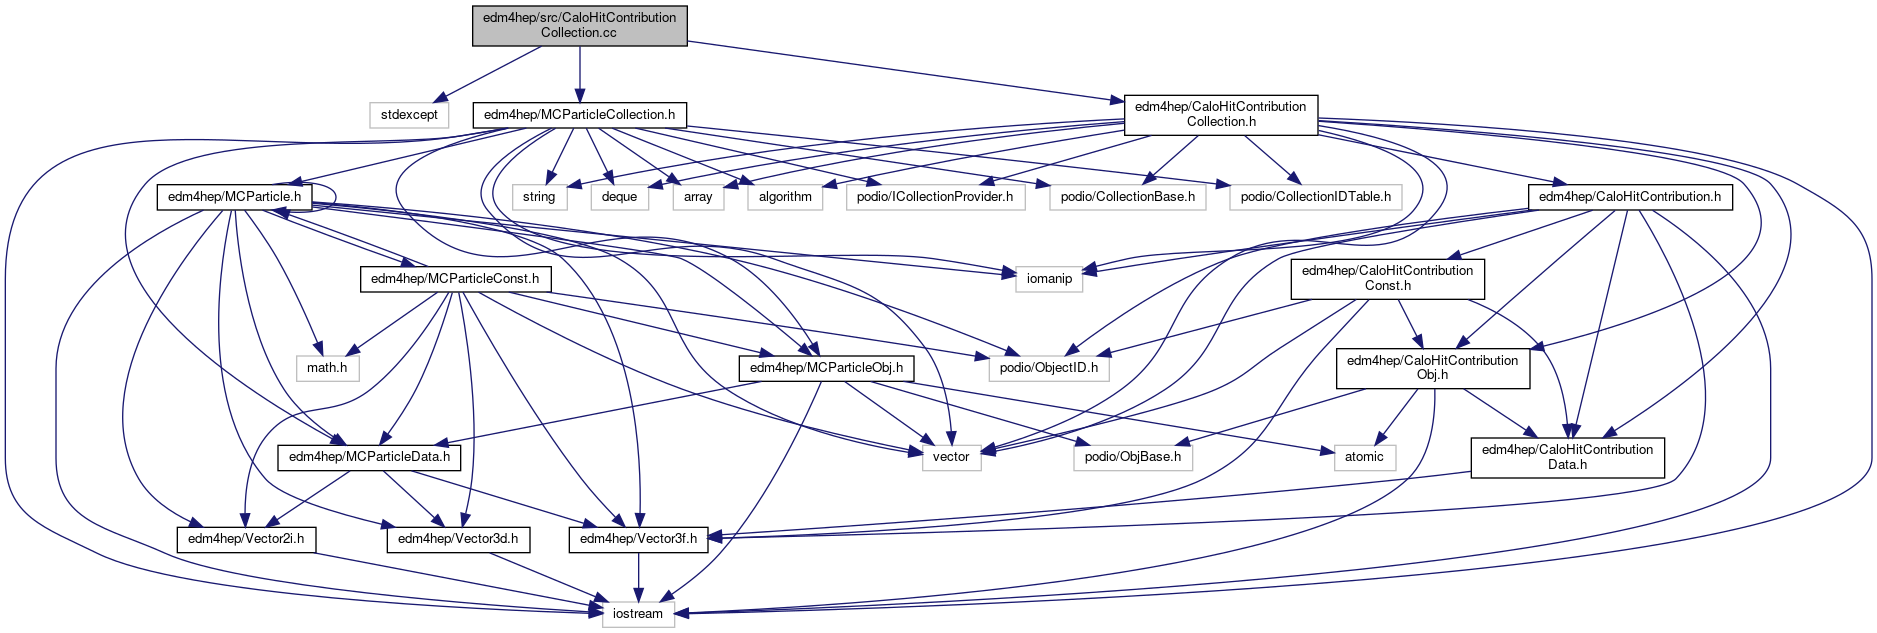 edm4hep/src/CaloHitContribution
Collection.cc
stdexcept
edm4hep/MCParticleCollection.h
edm4hep/CaloHitContribution
Collection.h
edm4hep/MCParticle.h
string
deque
array
algorithm
podio/ICollectionProvider.h
podio/CollectionBase.h
podio/CollectionIDTable.h
edm4hep/CaloHitContribution.h
edm4hep/MCParticleConst.h
iomanip
edm4hep/CaloHitContribution
Const.h
math.h
edm4hep/MCParticleObj.h
podio/ObjectID.h
edm4hep/CaloHitContribution
Obj.h
edm4hep/MCParticleData.h
vector
podio/ObjBase.h
atomic
edm4hep/CaloHitContribution
Data.h
edm4hep/Vector2i.h
edm4hep/Vector3d.h
edm4hep/Vector3f.h
iostream